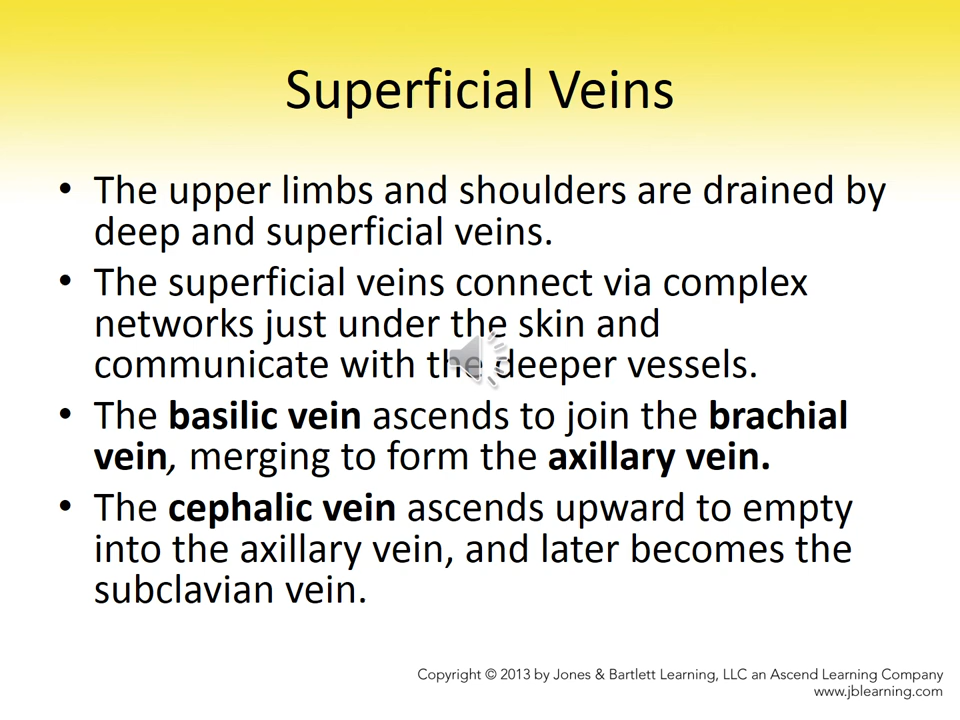 Superficial Veins
• The upper limbs and shoulders are drained by
deep and superficial veins.
• The superficial veins connect via complex
networks just under the skin and
communicate with the deeper vessels.
• The basilic vein ascends to join the brachial
vein, merging to form the axillary vein.
• The cephalic vein ascends upward to empty
into the axillary vein, and later becomes the
subclavian vein.
Copyright © 2013 by Jones & Bartlett Learning, LLC an Ascend Learning Company
www.jblearning.com